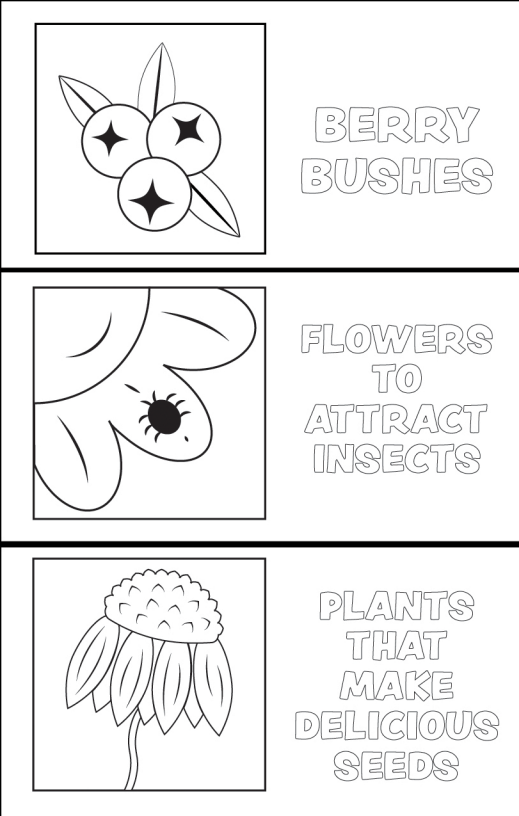 BERRY
BUSHES
FLOWERS
TO
ATTRACT
INSECTS
PLANTS
THAT
MAKE
DELICIOUS
SEEDS